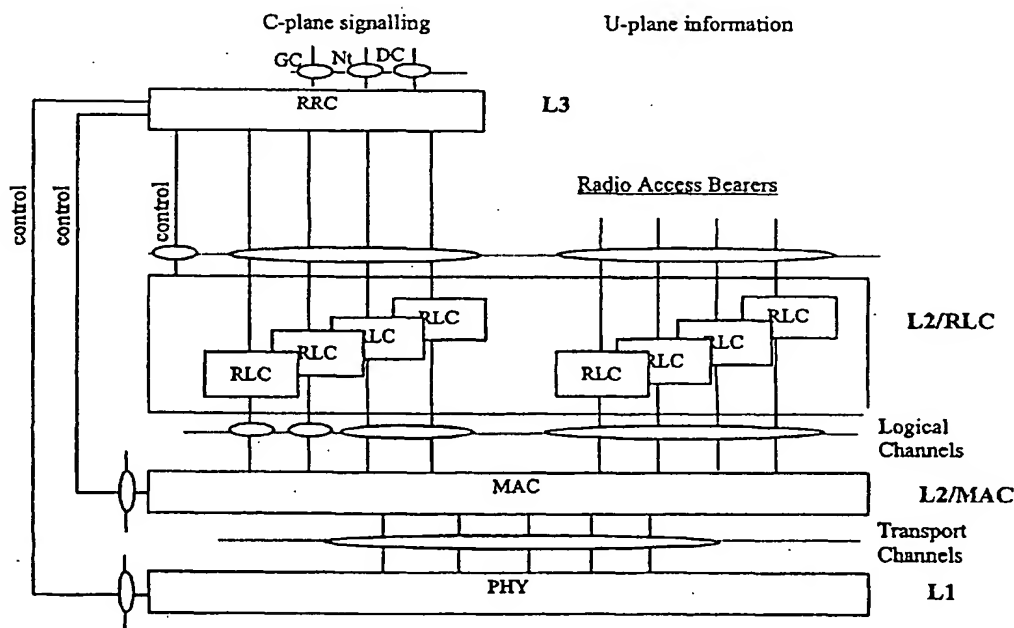 C-plane signalling
U-plane information
GC
Nt
DC
RRC
L3
control
control
control
Radio Access Bearers
L2/RLC
RLC
RLC
RLC
RLC
RLC
RLC
RLC
RLC
Logical
Channels
MAC
L2/MAC
Transport
Channels
PHY
L1